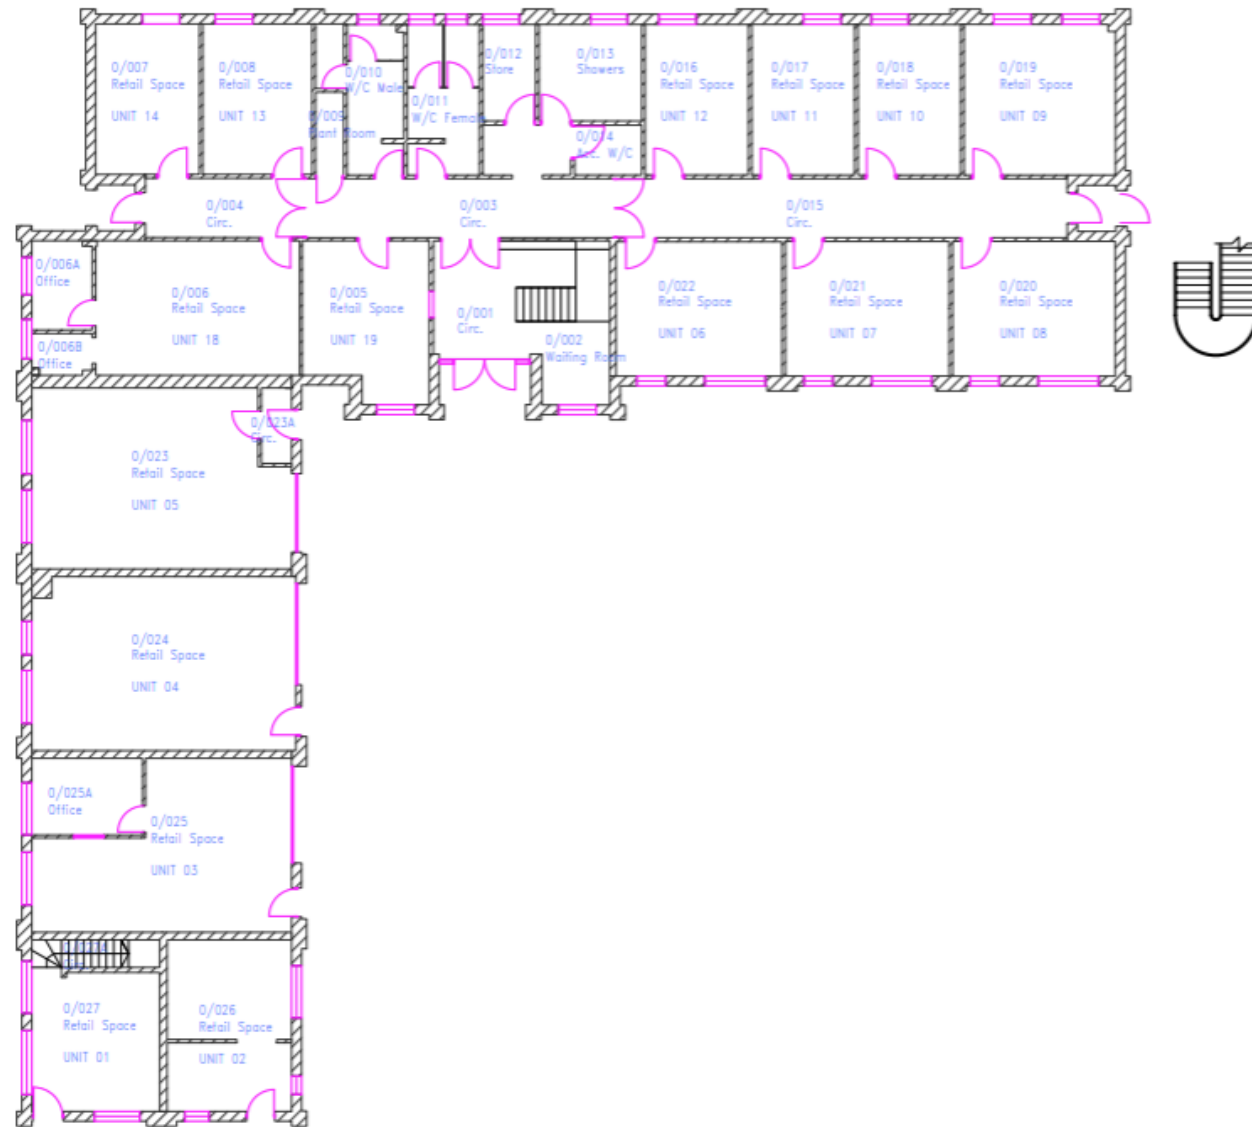 0/007
Retail Space
UNIT 14
0/008
Retail Space
UNIT 13
0/009
Plant Room
0/010
W/C Male
0/011
W/C Female
0/012
Store
0/013
Showers
0/014
Acc. W/C
0/016
Retail Space
UNIT 12
0/017
Retail Space
UNIT 11
0/018
Retail Space
UNIT 10
0/019
Retail Space
UNIT 09
0/004
Circ.
0/003
Circ.
0/015
Circ.
0/006A
Office
0/006B
Office
0/006
Retail Space
UNIT 18
0/005
Retail Space
UNIT 19
0/001
Circ.
0/002
Waiting Room
0/022
Retail Space
UNIT 06
0/021
Retail Space
UNIT 07
0/020
Retail Space
UNIT 08
0/023A
Circ.
0/023
Retail Space
UNIT 05
0/024
Retail Space
UNIT 04
0/025A
Office
0/025
Retail Space
UNIT 03
0/027A
Circ.
0/027
Retail Space
UNIT 01
0/026
Retail Space
UNIT 02